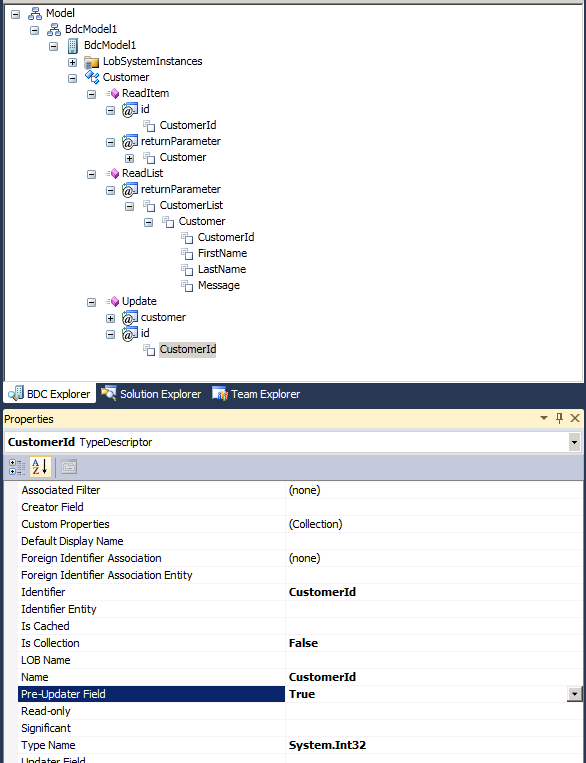 Model
BdcModel1
BdcModel1
LobSystemInstances
Customer
ReadItem
id
CustomerId
returnParameter
Customer
ReadList
returnParameter
CustomerList
Customer
CustomerId
FirstName
LastName
Message
Update
customer
id
CustomerId
BDC Explorer Solution Explorer Team Explorer
Properties
CustomerId TypeDescriptor
Associated Filter (none)
Creator Field
Custom Properties (Collection)
Default Display Name
Foreign Identifier Association (none)
Foreign Identifier Association Entity
Identifier CustomerId
Identifier Entity
Is Cached
Is Collection False
LOB Name
Name CustomerId
Pre-Updater Field True
Read-only
Significant
Type Name System.Int32
Updater Field